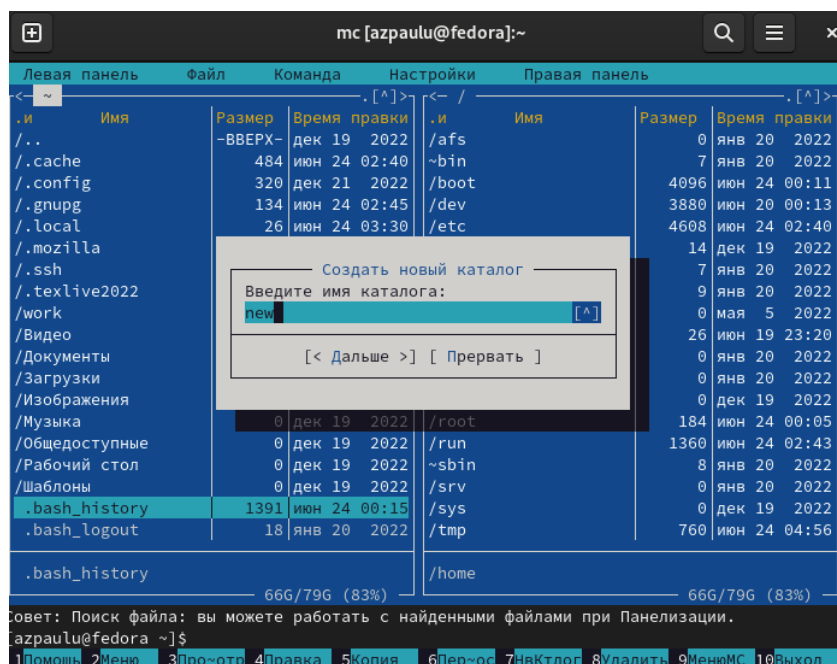 mc [azpaulu@fedora]:~
Левая панель Файл Команда Настройки Правая панель
<— ~ .[^]> <— / .[^]>
.и Имя Размер Время правки .и Имя Размер Время правки
/.. -ВВЕРХ- дек 19 2022 /afs 0 янв 20 2022
/.cache 484 июн 24 02:40 ~bin 7 янв 20 2022
/.config 320 дек 21 2022 /boot 4096 июн 24 00:11
/.gnupg 134 июн 24 02:45 /dev 3880 июн 20 00:13
/.local 26 июн 24 03:30 /etc 4608 июн 24 02:40
/.mozilla 14 дек 19 2022
/.ssh Создать новый каталог 7 янв 20 2022
/.texlive2022 Введите имя каталога: 9 янв 20 2022
/work new [^] 0 мая 5 2022
/Видео 26 июн 19 23:20
/Документы [< Дальше >] [ Прервать ] 0 янв 20 2022
/Загрузки 0 янв 20 2022
/Изображения 0 дек 19 2022
/Музыка 0 дек 19 2022 /root 184 июн 24 00:05
/Общедоступные 0 дек 19 2022 /run 1360 июн 24 02:43
/Рабочий стол 0 дек 19 2022 ~sbin 8 янв 20 2022
/Шаблоны 0 дек 19 2022 /srv 0 янв 20 2022
.bash_history 1391 июн 24 00:15 /sys 0 дек 19 2022
.bash_logout 18 янв 20 2022 /tmp 760 июн 24 04:56
.bash_history /home
66G/79G (83%) 66G/79G (83%)
Совет: Поиск файла: вы можете работать с найденными файлами при Панелизации.
[azpaulu@fedora ~]$
1Помощь 2Меню 3Про~отр 4Правка 5Копия 6Пер~ос 7НвКтлог 8Удалить 9МенюМС 10Выход